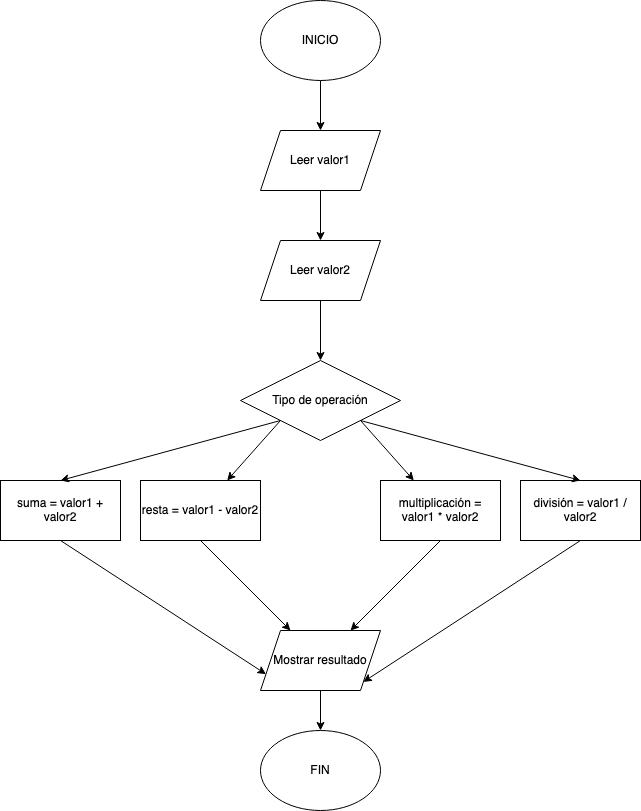 INICIO
Leer valor1
Leer valor2
Tipo de operación
suma = valor1 +
valor2
resta = valor1 - valor2
multiplicación =
valor1 * valor2
división = valor1 /
valor2
Mostrar resultado
FIN